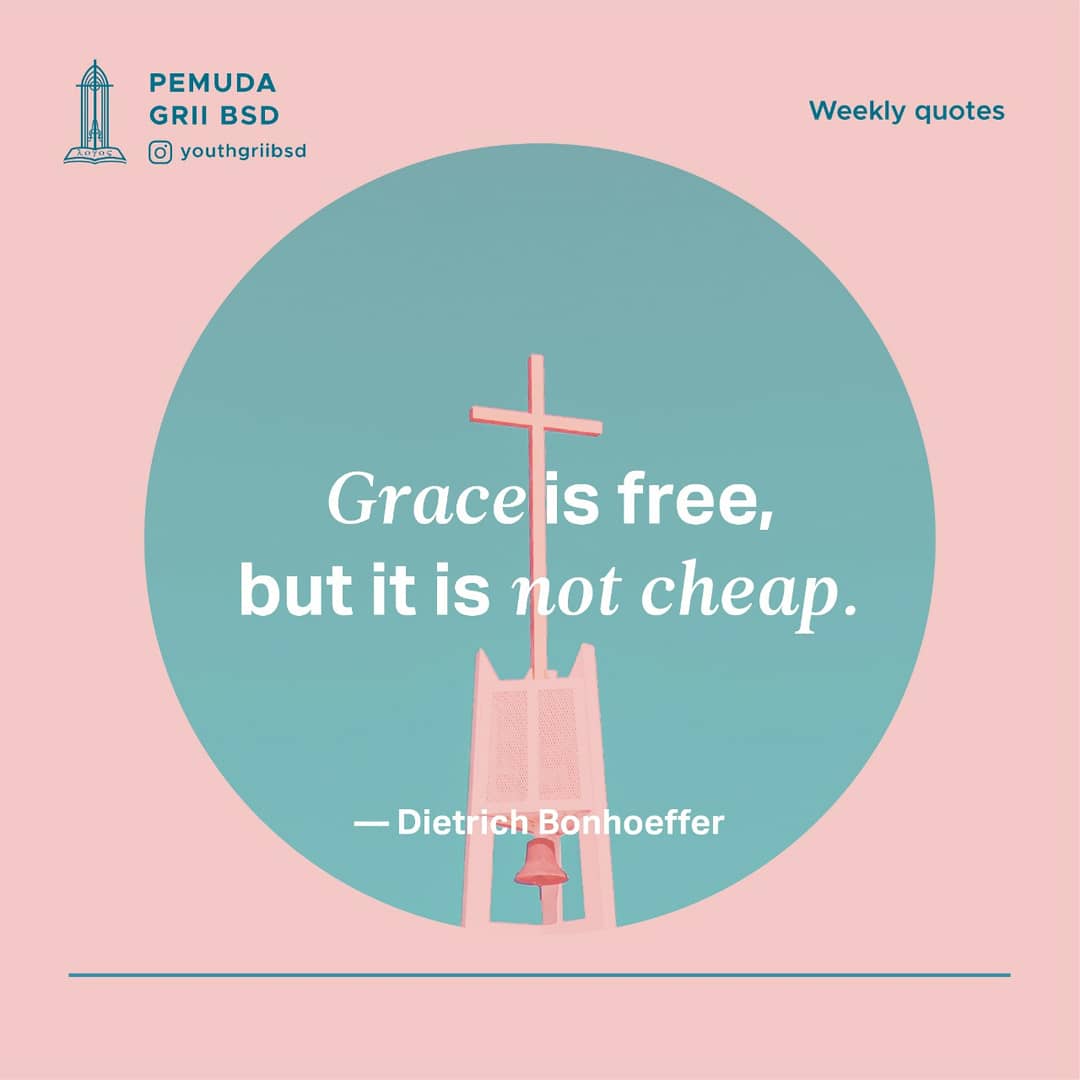 PEMUDA
GRII BSD
youthgriibsd
λογος
Weekly quotes
Grace is free,
but it is not cheap.
— Dietrich Bonhoeffer